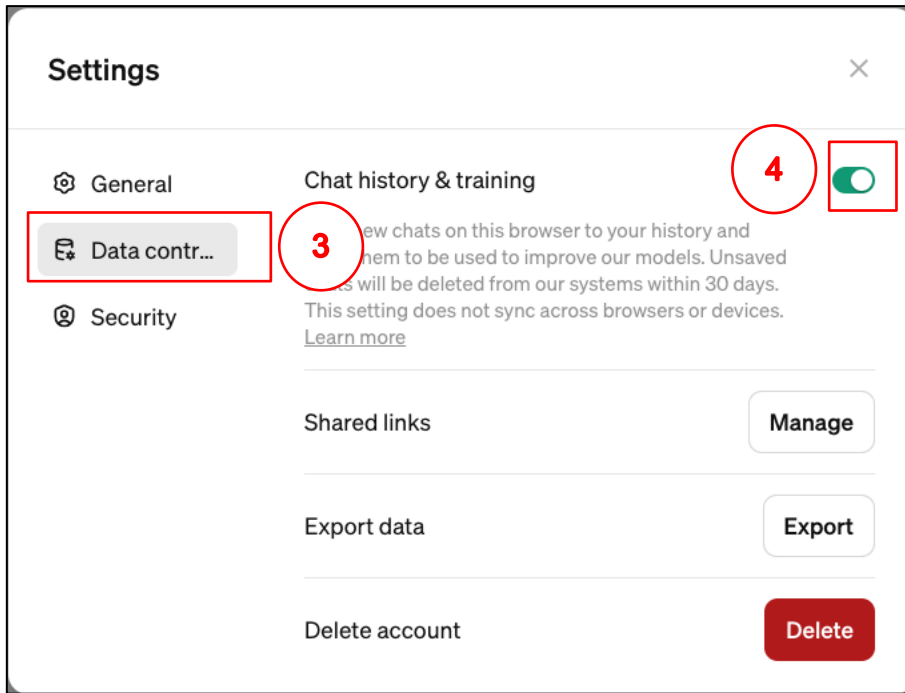 Settings
General
Chat history & training
4
Data contr...
3
ew chats on this browser to your history and
hem to be used to improve our models. Unsaved
s will be deleted from our systems within 30 days.
Security
This setting does not sync across browsers or devices.
Learn more
Shared links
Manage
Export data
Export
Delete account
Delete